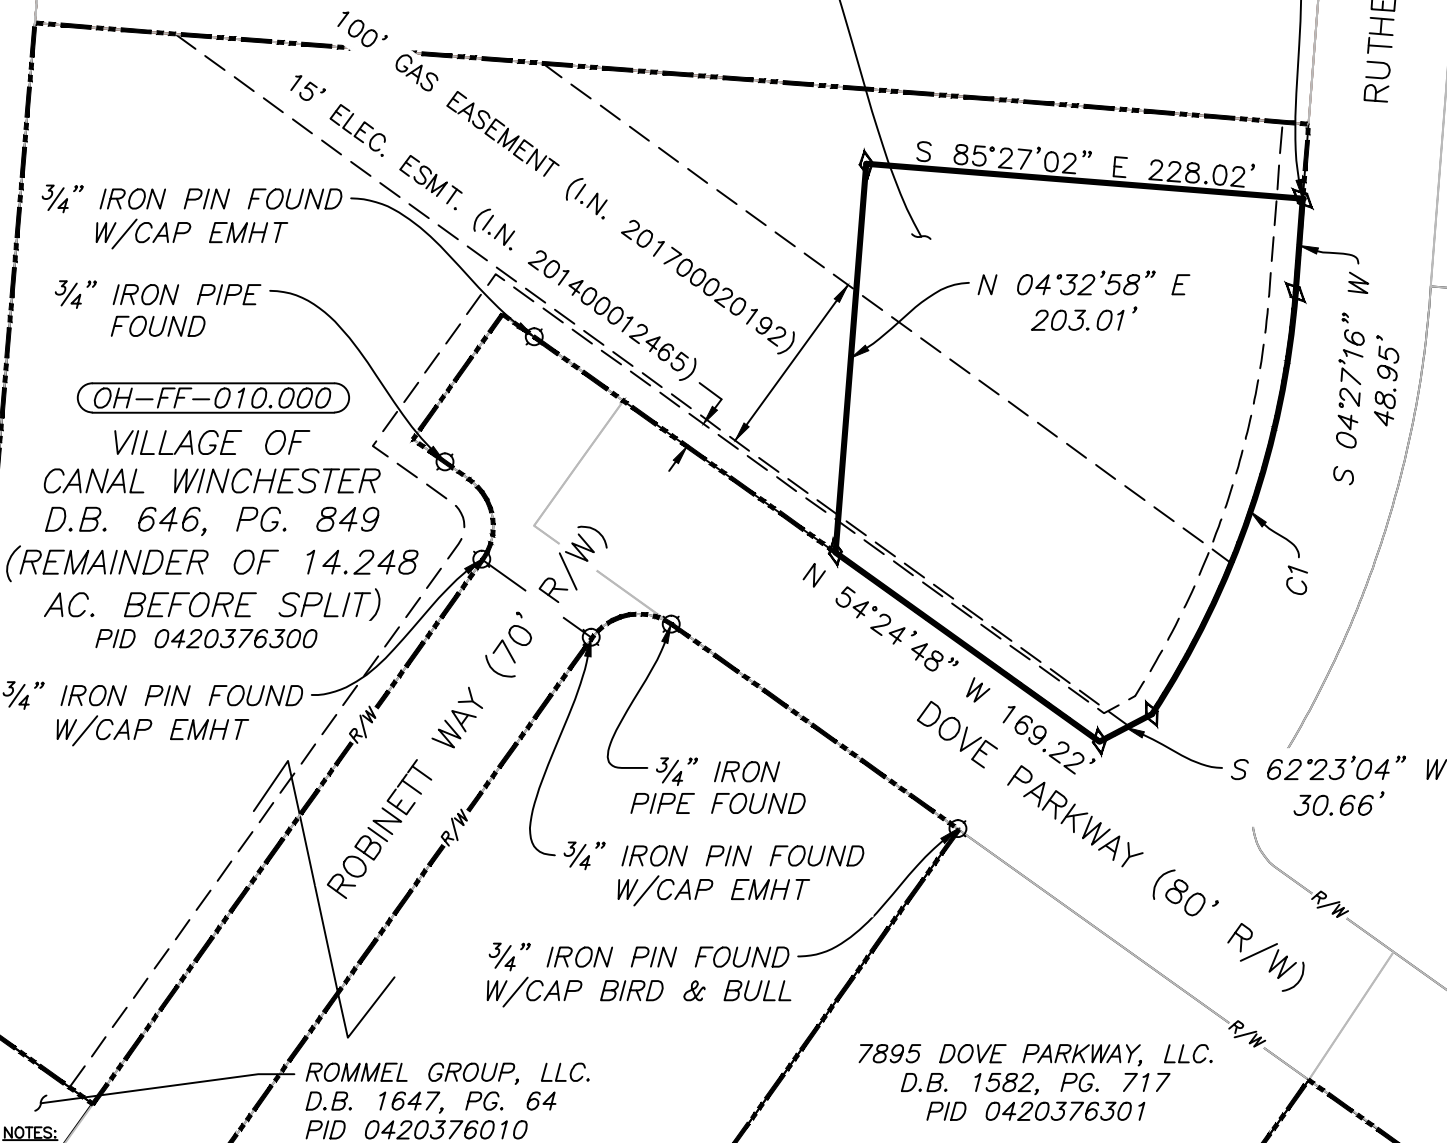 RUTHE
100' GAS EASEMENT (I.N. 201700020192)
15' ELEC. ESMT. (I.N. 201400012465)
S 85°27'02" E 228.02'
3/4" IRON PIN FOUND
W/CAP EMHT
3/4" IRON PIPE
FOUND
N 04°32'58" E
203.01'
S 04°27'16" W
48.95'
OH-FF-010.000
VILLAGE OF
CANAL WINCHESTER
D.B. 646, PG. 849
(REMAINDER OF 14.248
AC. BEFORE SPLIT)
PID 0420376300
C1
N 54°24'48" W 169.22'
3/4" IRON PIN FOUND
W/CAP EMHT
R/W
ROBINETT WAY (70' R/W)
R/W
3/4" IRON
PIPE FOUND
DOVE PARKWAY (80' R/W)
S 62°23'04" W
30.66'
3/4" IRON PIN FOUND
W/CAP EMHT
R/W
3/4" IRON PIN FOUND
W/CAP BIRD & BULL
R/W
ROMMEL GROUP, LLC.
D.B. 1647, PG. 64
PID 0420376010
7895 DOVE PARKWAY, LLC.
D.B. 1582, PG. 717
PID 0420376301
NOTES: